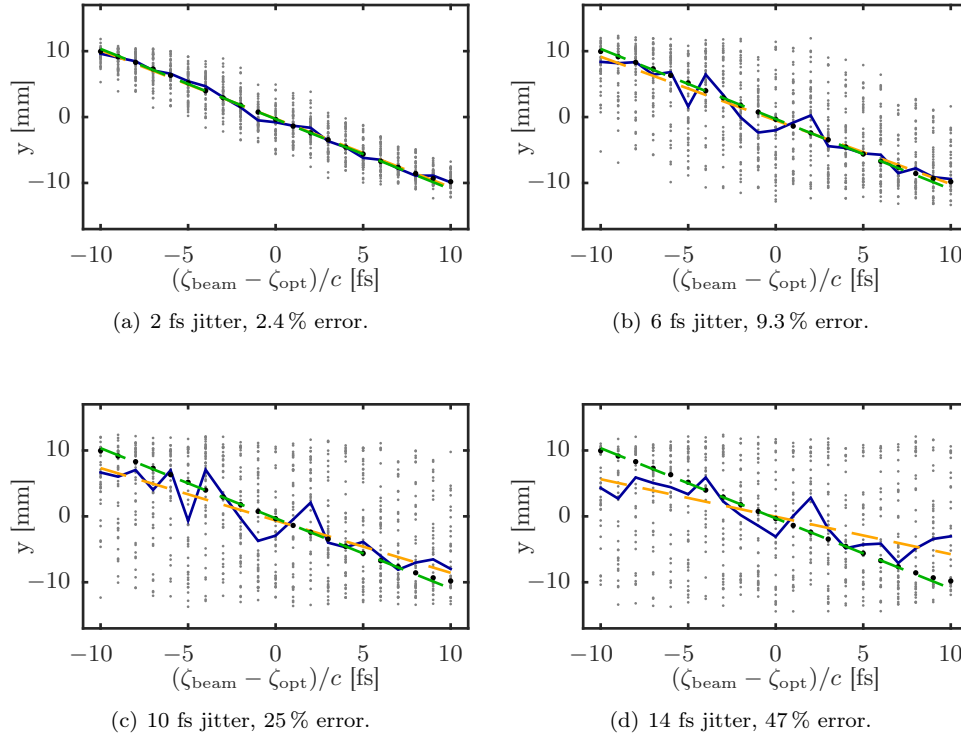 10
0
−10
y [mm]
−10 −5 0 5 10
(ζbeam − ζopt)/c [fs]
(a) 2 fs jitter, 2.4 % error.
10
0
−10
y [mm]
−10 −5 0 5 10
(ζbeam − ζopt)/c [fs]
(b) 6 fs jitter, 9.3 % error.
10
0
−10
y [mm]
−10 −5 0 5 10
(ζbeam − ζopt)/c [fs]
(c) 10 fs jitter, 25 % error.
10
0
−10
y [mm]
−10 −5 0 5 10
(ζbeam − ζopt)/c [fs]
(d) 14 fs jitter, 47 % error.